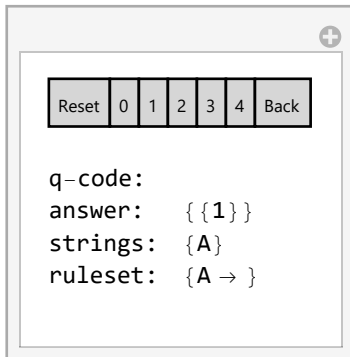 Reset 0 1 2 3 4 Back
q-code:
answer: {{1}}
strings: {A}
ruleset: {A → }